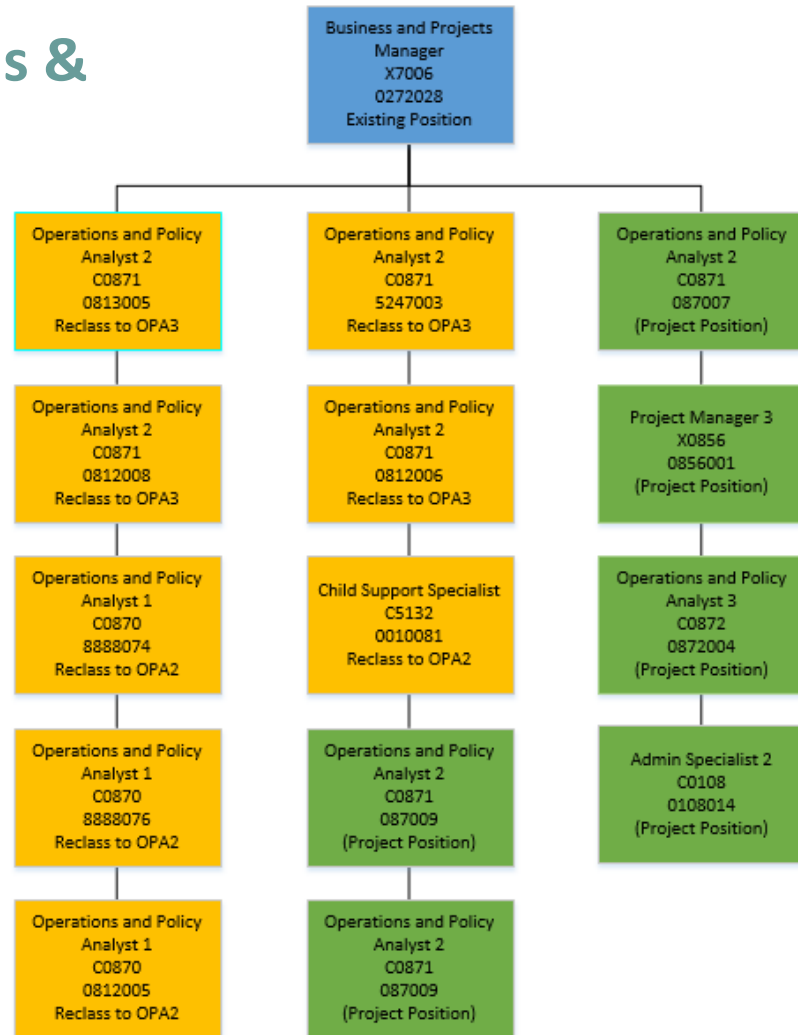 s &
Business and Projects
Manager
X7006
0272028
Existing Position
Operations and Policy
Analyst 2
C0871
0813005
Reclass to OPA3
Operations and Policy
Analyst 2
C0871
5247003
Reclass to OPA3
Operations and Policy
Analyst 2
C0871
087007
(Project Position)
Operations and Policy
Analyst 2
C0871
0812008
Reclass to OPA3
Operations and Policy
Analyst 2
C0871
0812006
Reclass to OPA3
Project Manager 3
X0856
0856001
(Project Position)
Operations and Policy
Analyst 1
C0870
8888074
Reclass to OPA2
Child Support Specialist
C5132
0010081
Reclass to OPA2
Operations and Policy
Analyst 3
C0872
0872004
(Project Position)
Operations and Policy
Analyst 1
C0870
8888076
Reclass to OPA2
Operations and Policy
Analyst 2
C0871
087009
(Project Position)
Admin Specialist 2
C0108
0108014
(Project Position)
Operations and Policy
Analyst 1
C0870
0812005
Reclass to OPA2
Operations and Policy
Analyst 2
C0871
087009
(Project Position)